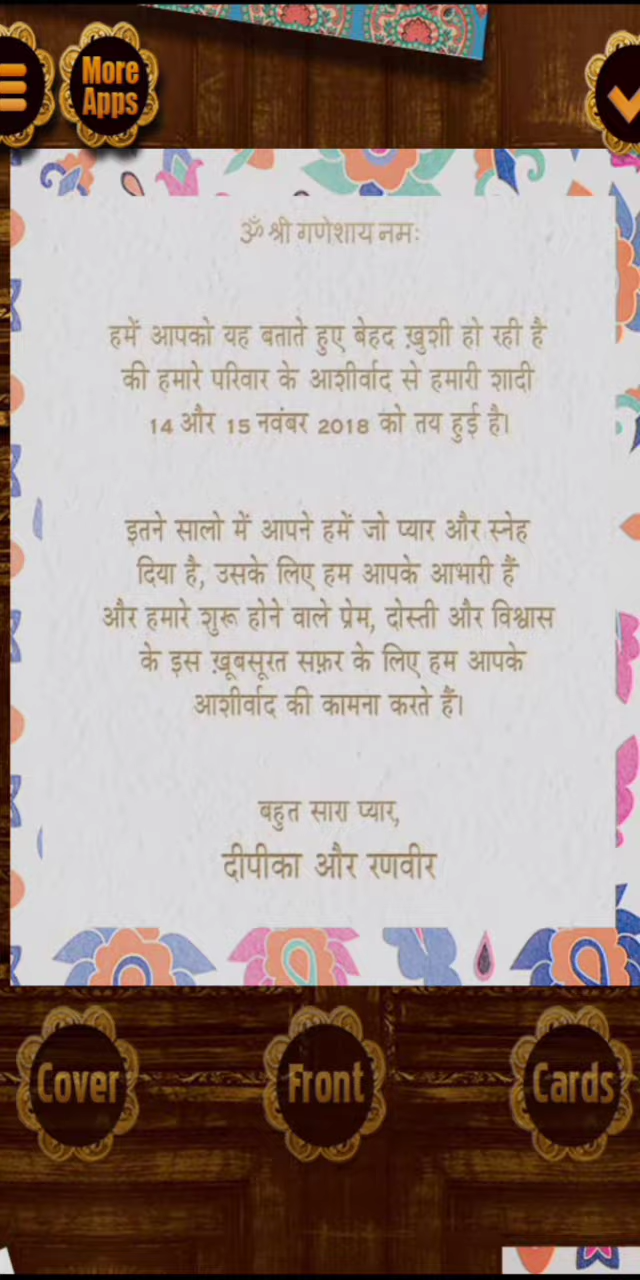 More
Apps
ॐ श्री गणेशाय नमः
हमें आपको यह बताते हुए बेहद ख़ुशी हो रही है
की हमारे परिवार के आशीर्वाद से हमारी शादी
14 और 15 नवंबर 2018 को तय हुई है।
इतने सालो में आपने हमें जो प्यार और स्नेह
दिया है, उसके लिए हम आपके आभारी हैं
और हमारे शुरू होने वाले प्रेम, दोस्ती और विश्वास
के इस ख़ूबसूरत सफ़र के लिए हम आपके
आशीर्वाद की कामना करते हैं।
बहुत सारा प्यार,
दीपीका और रणवीर
Cover
Front
Cards